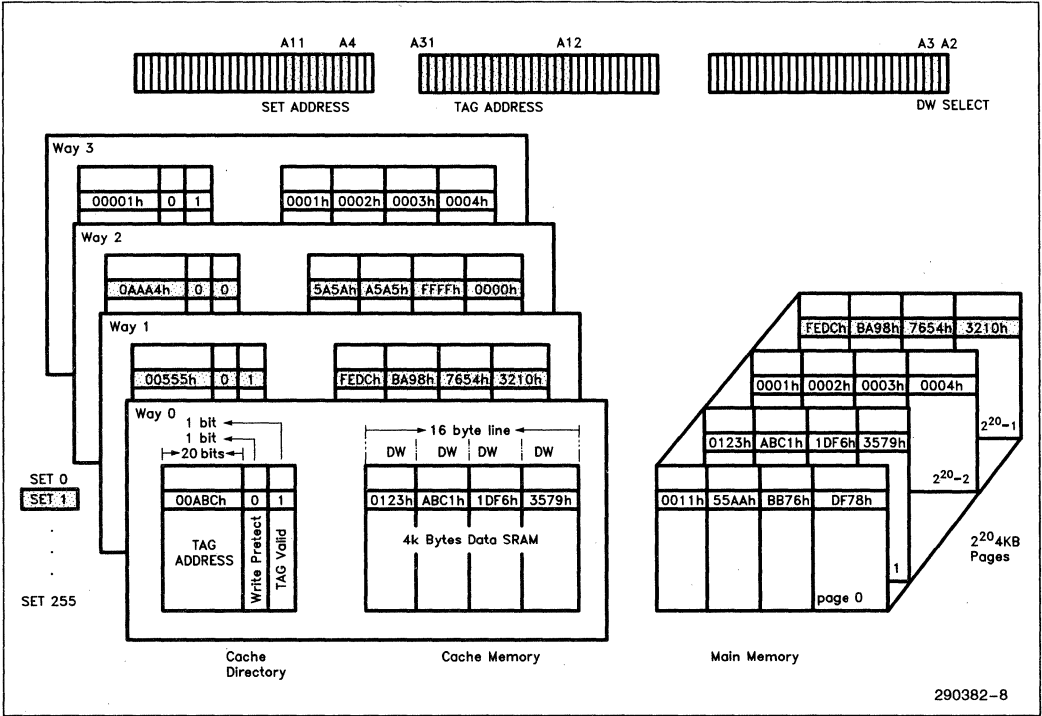 A11 A4
SET ADDRESS
A31 A12
TAG ADDRESS
A3 A2
DW SELECT
Way 3
00001h 0 1
0001h 0002h 0003h 0004h
Way 2
0AAA4h 0 0
5A5Ah A5A5h FFFFh 0000h
Way 1
00555h 0 1
FEDCh BA98h 7654h 3210h
Way 0
1 bit
1 bit
20 bits
16 byte line
DW DW DW DW
00ABCh 0 1
0123h ABC1h 1DF6h 3579h
TAG
ADDRESS
Write Pretect
TAG Valid
4k Bytes Data SRAM
SET 0
SET 1
.
.
.
.
SET 255
Cache
Directory
Cache Memory
FEDCh BA98h 7654h 3210h
2²⁰-1
0001h 0002h 0003h 0004h
2²⁰-2
0123h ABC1h 1DF6h 3579h
1
0011h 55AAh BB76h DF78h
page 0
2²⁰4KB
Pages
Main Memory
290382-8